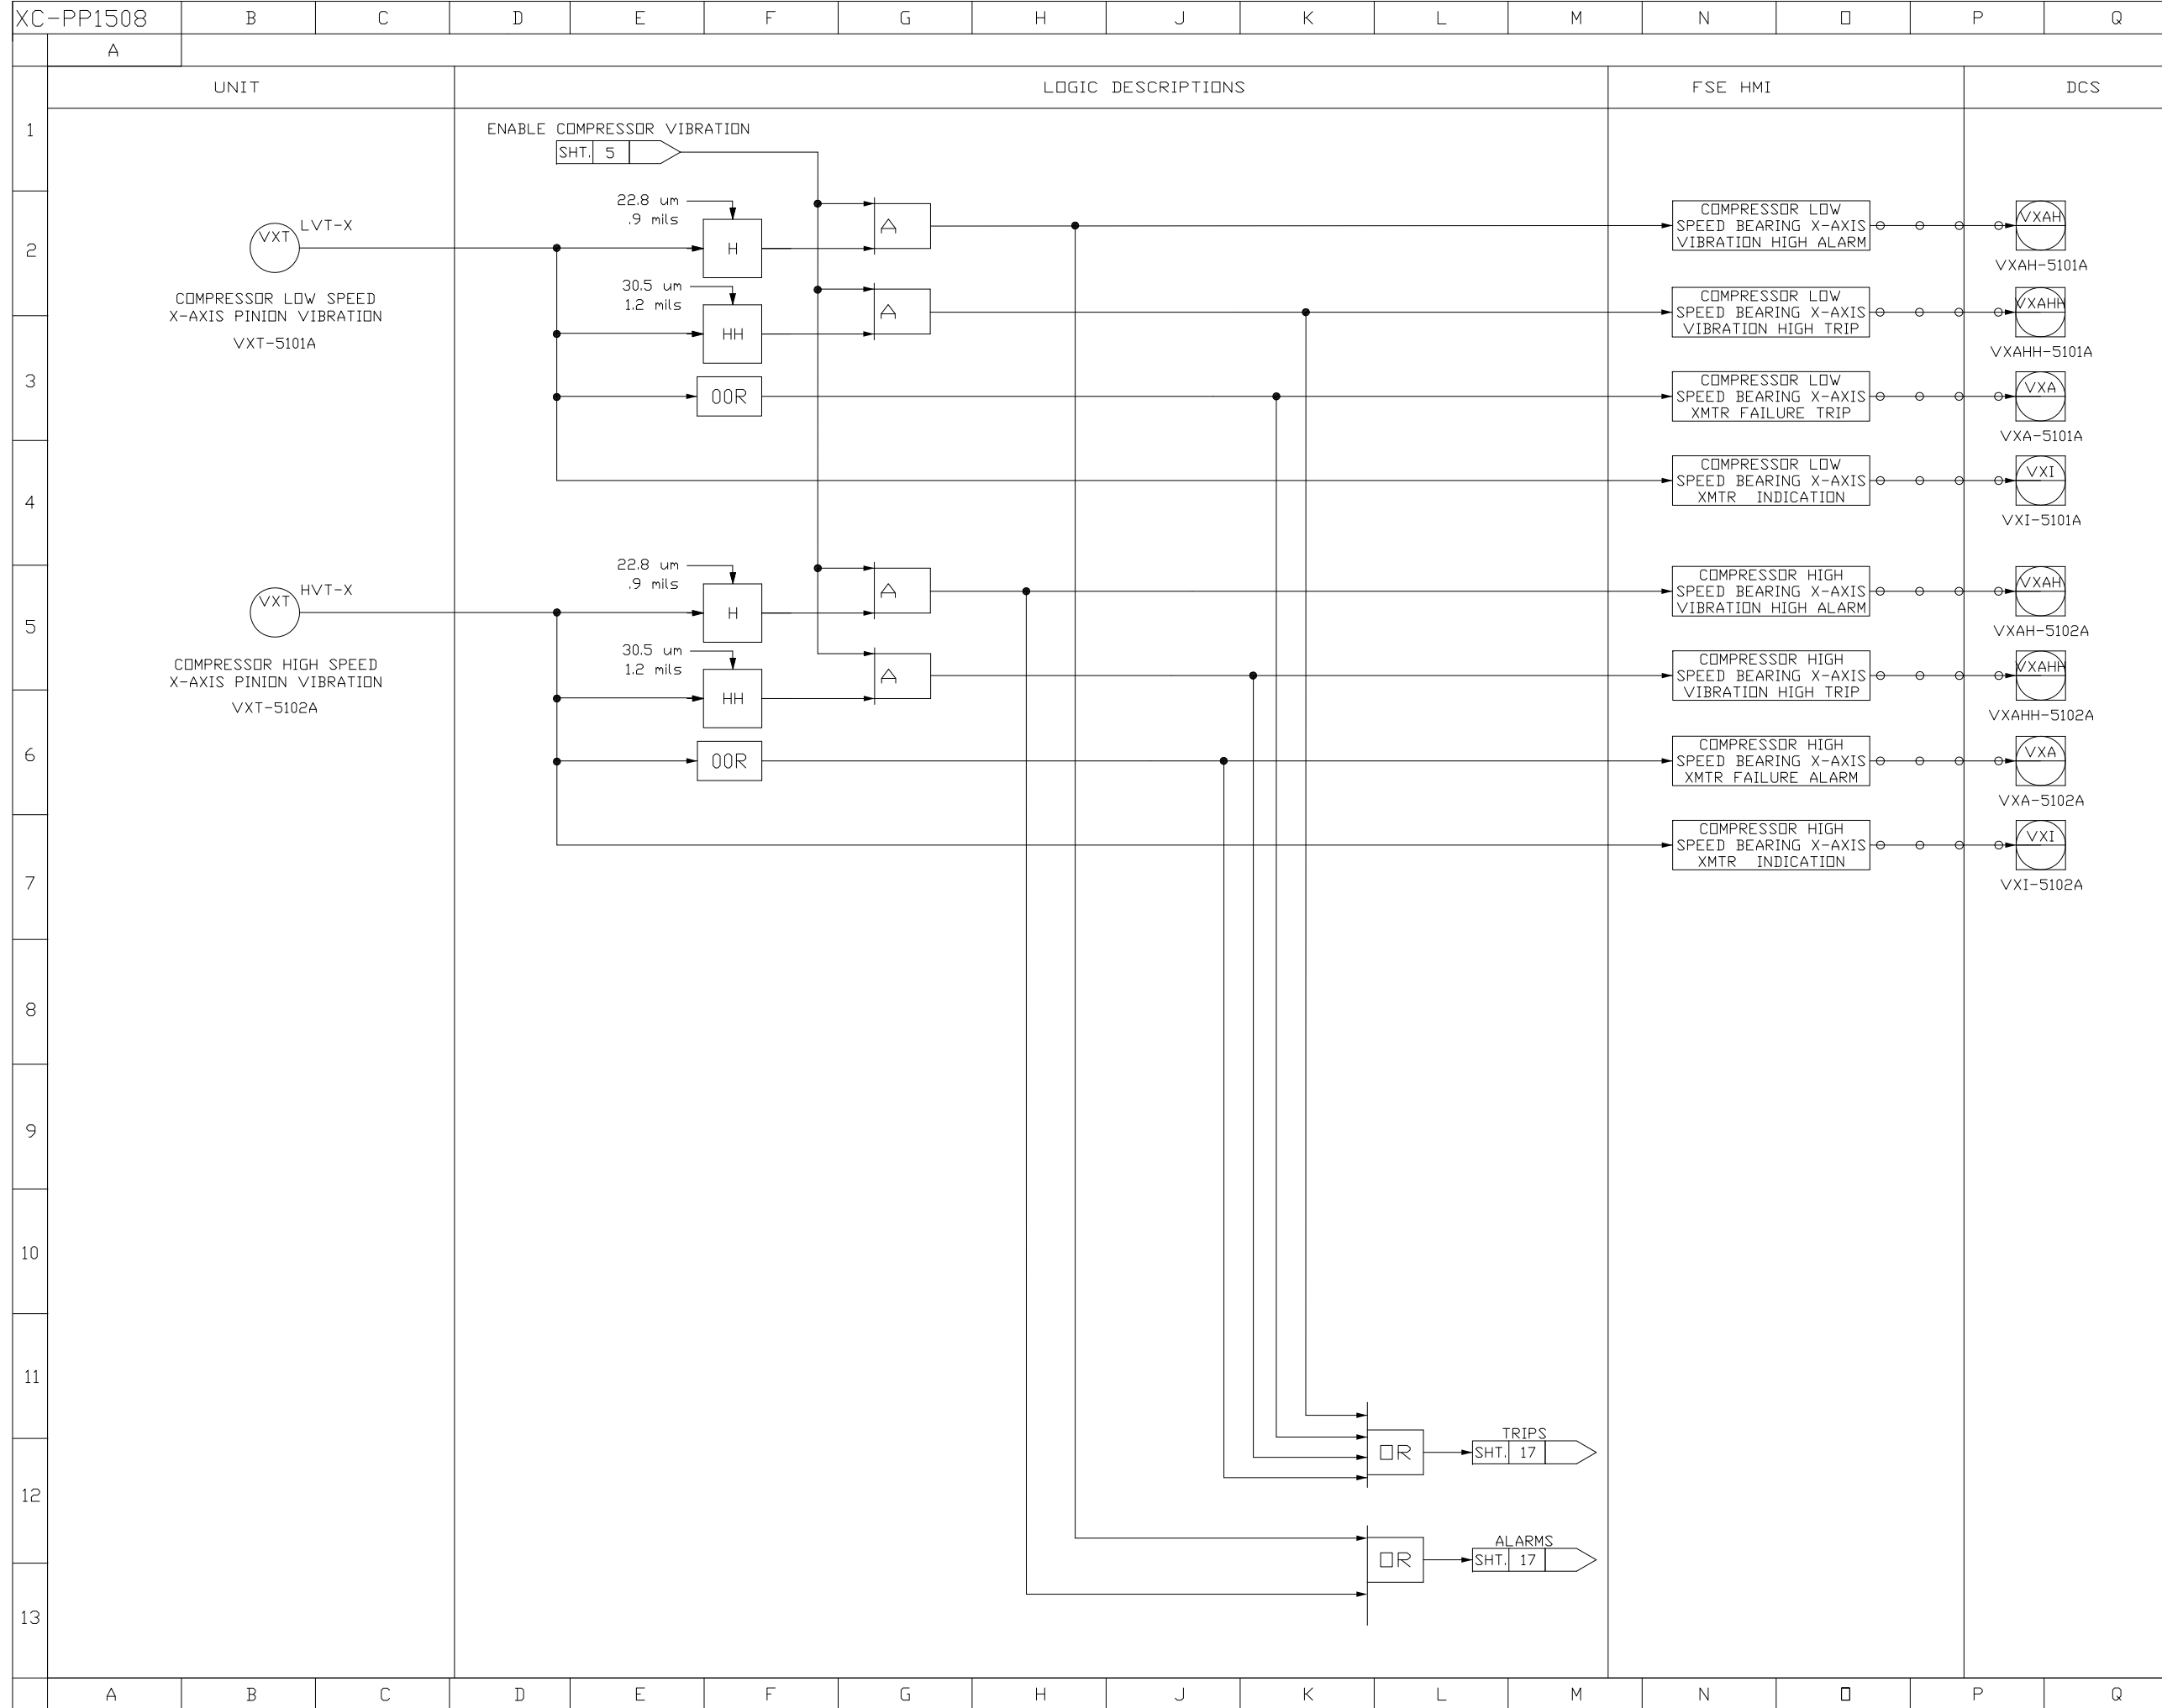 XC-PP1508
B C D E F G H J K L M N O P Q
A
UNIT
LOGIC DESCRIPTIONS
FSE HMI
DCS
1
ENABLE COMPRESSOR VIBRATION
SHT. 5
2
VXT
LVT-X
COMPRESSOR LOW SPEED
X-AXIS PINION VIBRATION
VXT-5101A
22.8 um
.9 mils
H
A
COMPRESSOR LOW
SPEED BEARING X-AXIS
VIBRATION HIGH ALARM
VXAH
VXAH-5101A
30.5 um
1.2 mils
HH
A
COMPRESSOR LOW
SPEED BEARING X-AXIS
VIBRATION HIGH TRIP
VXAHH
VXAHH-5101A
3
OOR
COMPRESSOR LOW
SPEED BEARING X-AXIS
XMTR FAILURE TRIP
VXA
VXA-5101A
4
COMPRESSOR LOW
SPEED BEARING X-AXIS
XMTR INDICATION
VXI
VXI-5101A
5
VXT
HVT-X
COMPRESSOR HIGH SPEED
X-AXIS PINION VIBRATION
VXT-5102A
22.8 um
.9 mils
H
A
COMPRESSOR HIGH
SPEED BEARING X-AXIS
VIBRATION HIGH ALARM
VXAH
VXAH-5102A
30.5 um
1.2 mils
HH
A
COMPRESSOR HIGH
SPEED BEARING X-AXIS
VIBRATION HIGH TRIP
VXAHH
VXAHH-5102A
6
OOR
COMPRESSOR HIGH
SPEED BEARING X-AXIS
XMTR FAILURE ALARM
VXA
VXA-5102A
7
COMPRESSOR HIGH
SPEED BEARING X-AXIS
XMTR INDICATION
VXI
VXI-5102A
8
9
10
11
12
OR
TRIPS
SHT. 17
13
OR
ALARMS
SHT. 17
A B C D E F G H J K L M N O P Q